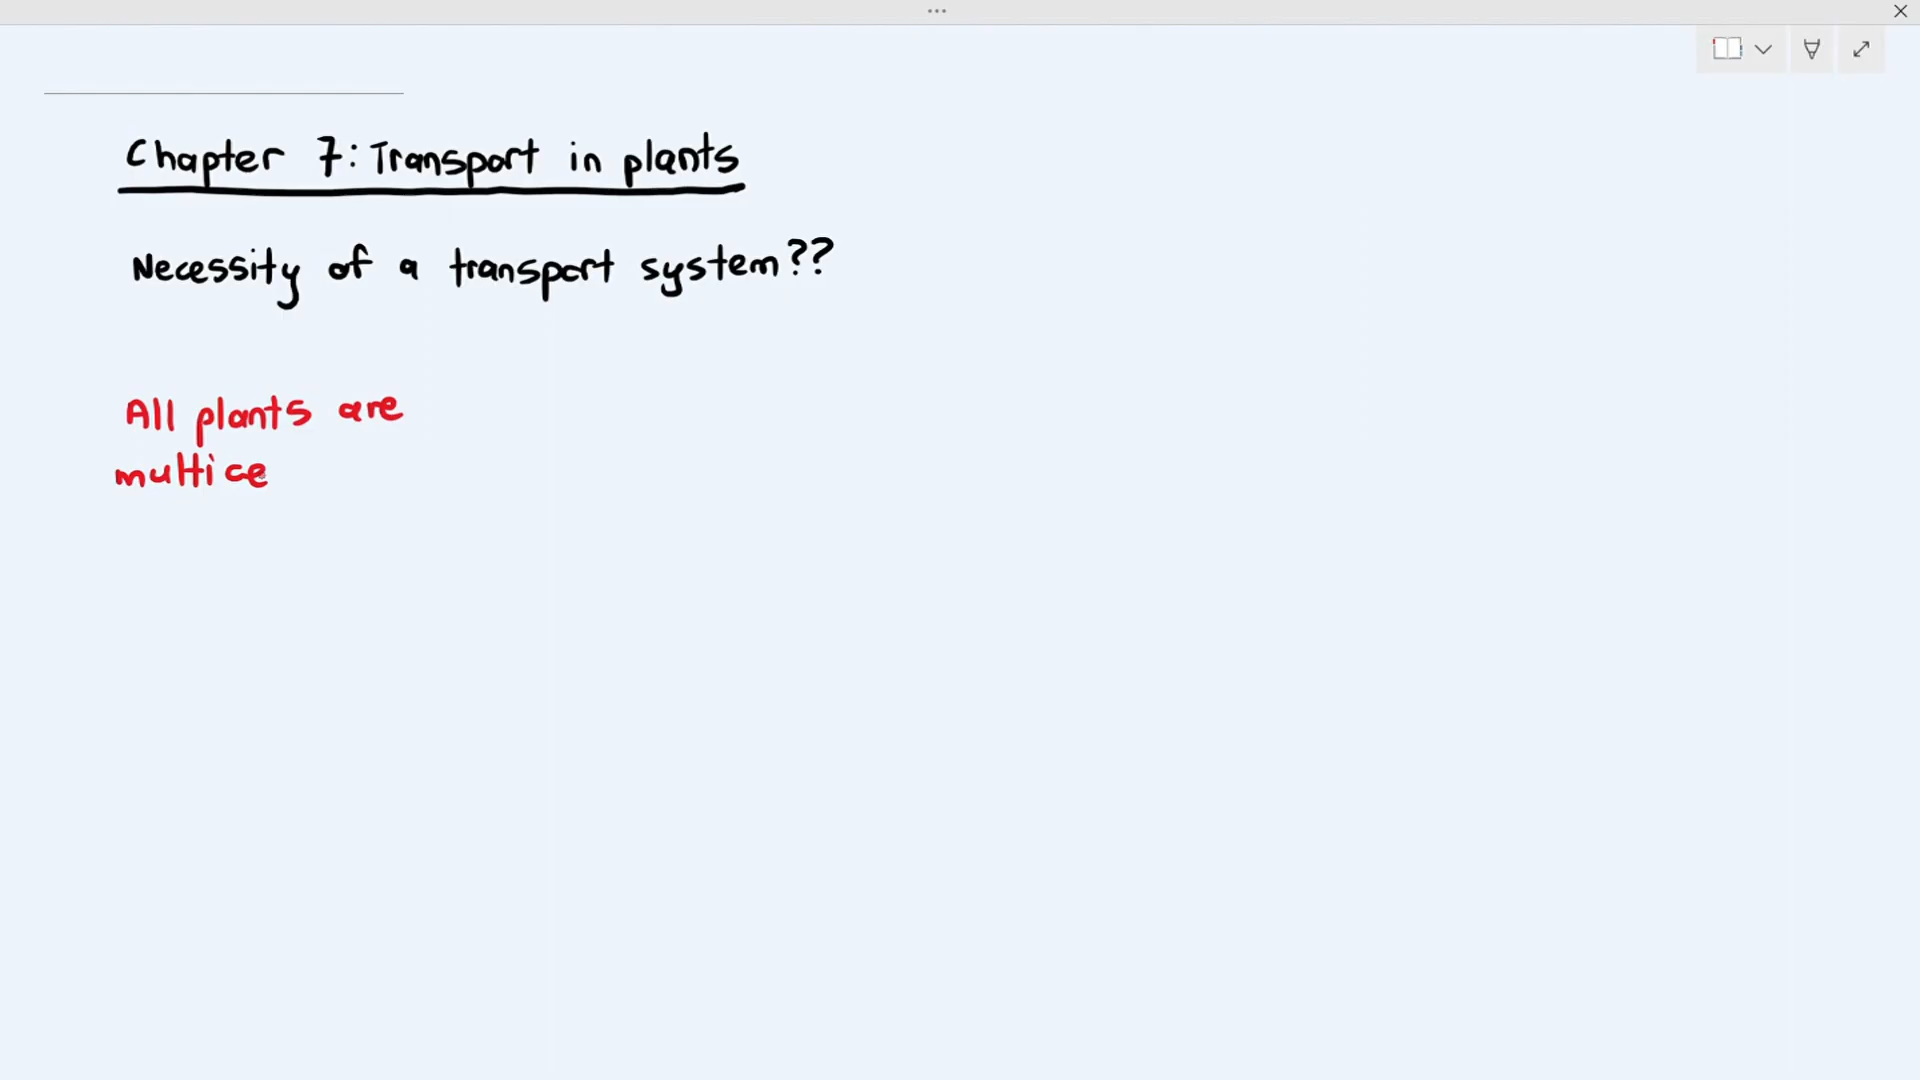 Chapter 7: Transport in plants
Necessity of a transport system??
All plants are
multice